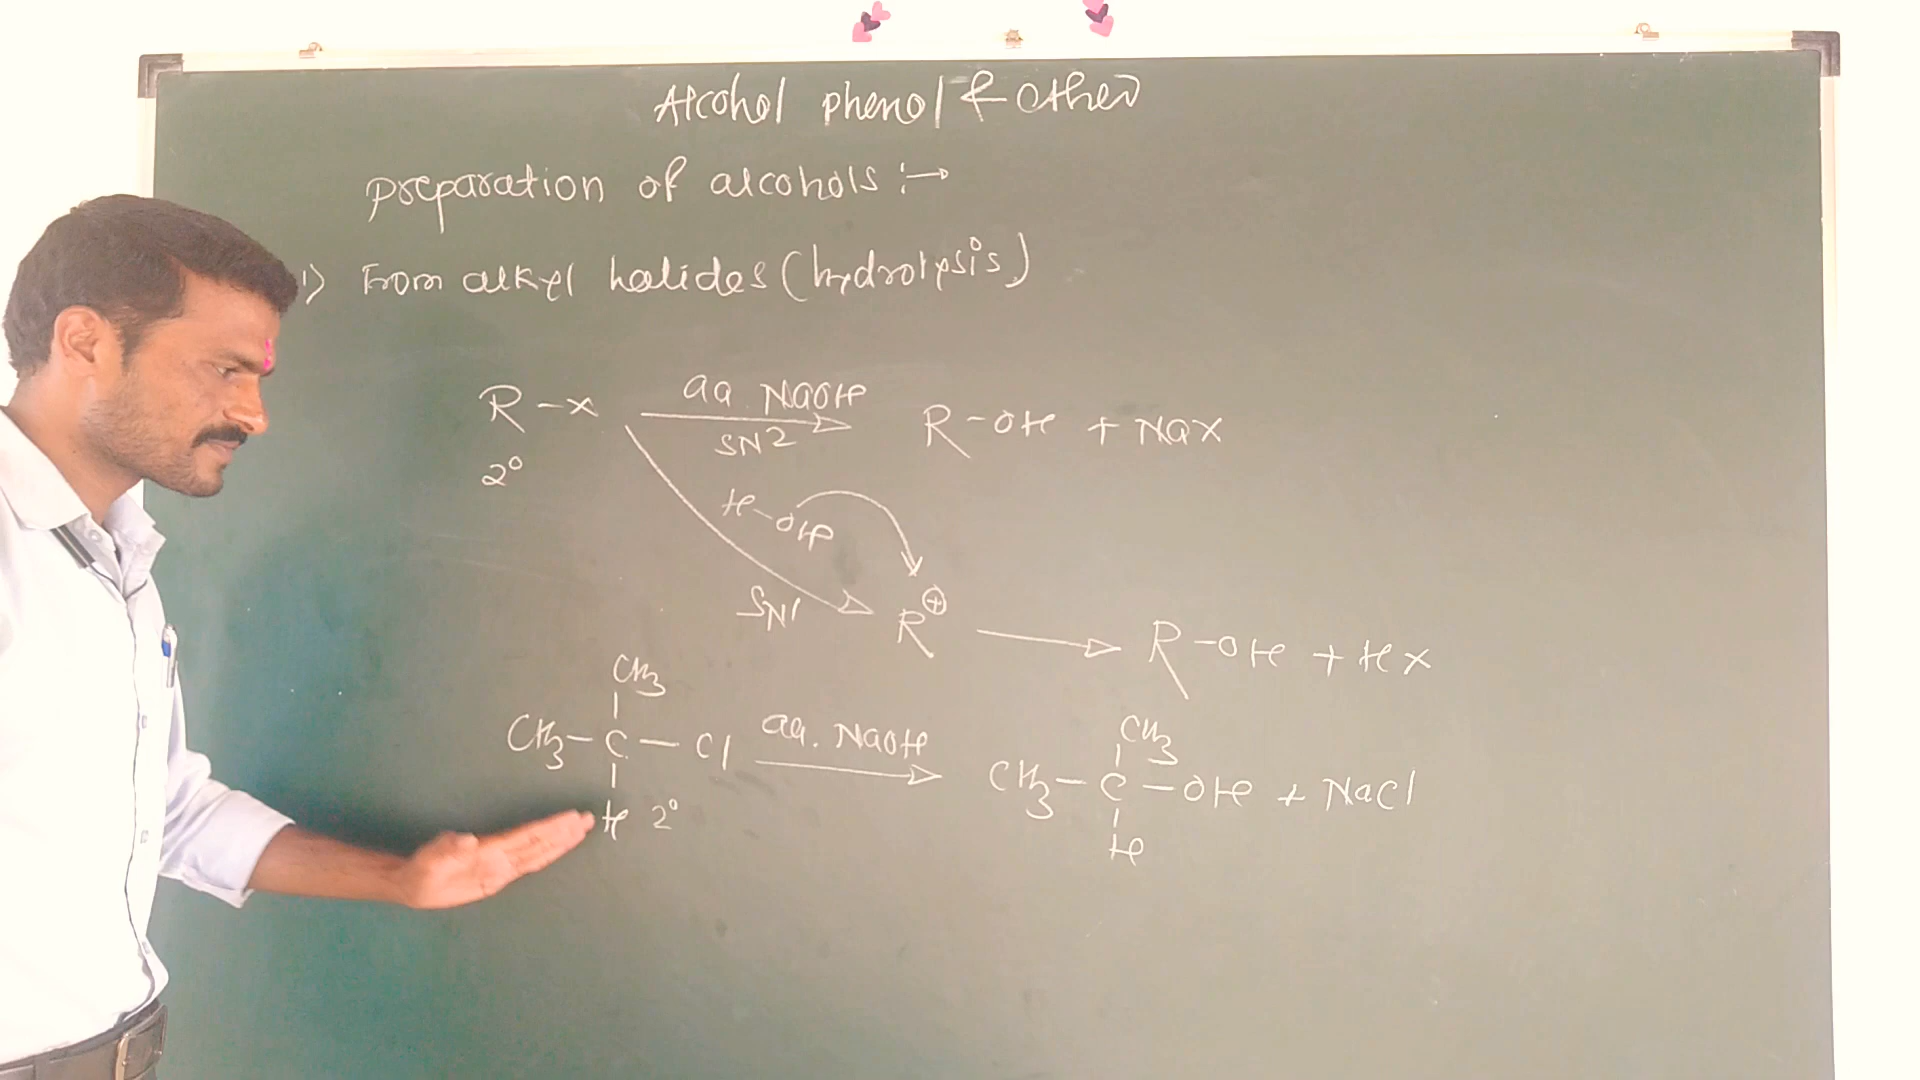 Alcohol phenol & Other
preparation of alcohols :→
1) From alkyl halides (hydrolysis)
R-x aq. NaOH SN2 R-OH + Nax
2°
H-OH
SN1 R⊕ → R-OH + Hx
CH3 CH3
CH3-C-Cl aq. NaOH → CH3-C-OH + NaCl
H 2° H